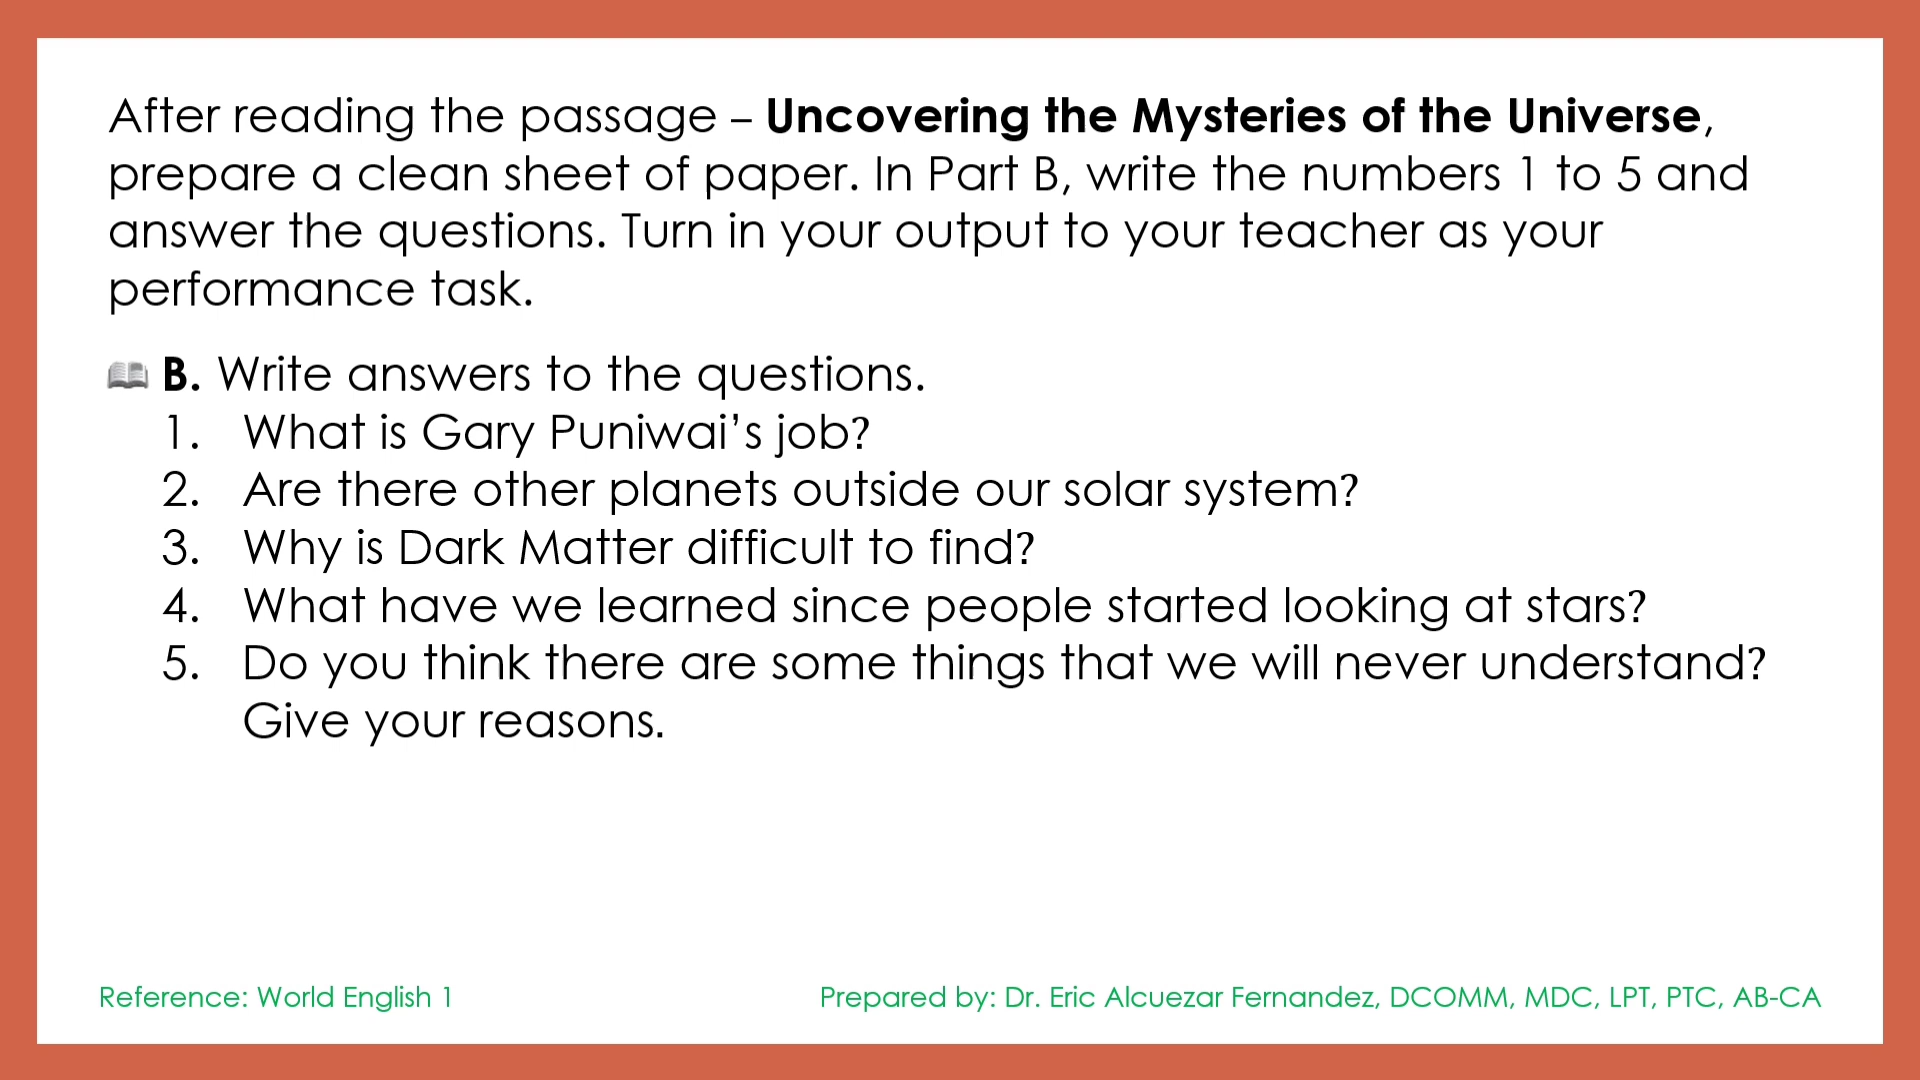 After reading the passage – Uncovering the Mysteries of the Universe,
prepare a clean sheet of paper. In Part B, write the numbers 1 to 5 and
answer the questions. Turn in your output to your teacher as your
performance task.
B. Write answers to the questions.
1. What is Gary Puniwai’s job?
2. Are there other planets outside our solar system?
3. Why is Dark Matter difficult to find?
4. What have we learned since people started looking at stars?
5. Do you think there are some things that we will never understand?
Give your reasons.
Reference: World English 1
Prepared by: Dr. Eric Alcuezar Fernandez, DCOMM, MDC, LPT, PTC, AB-CA